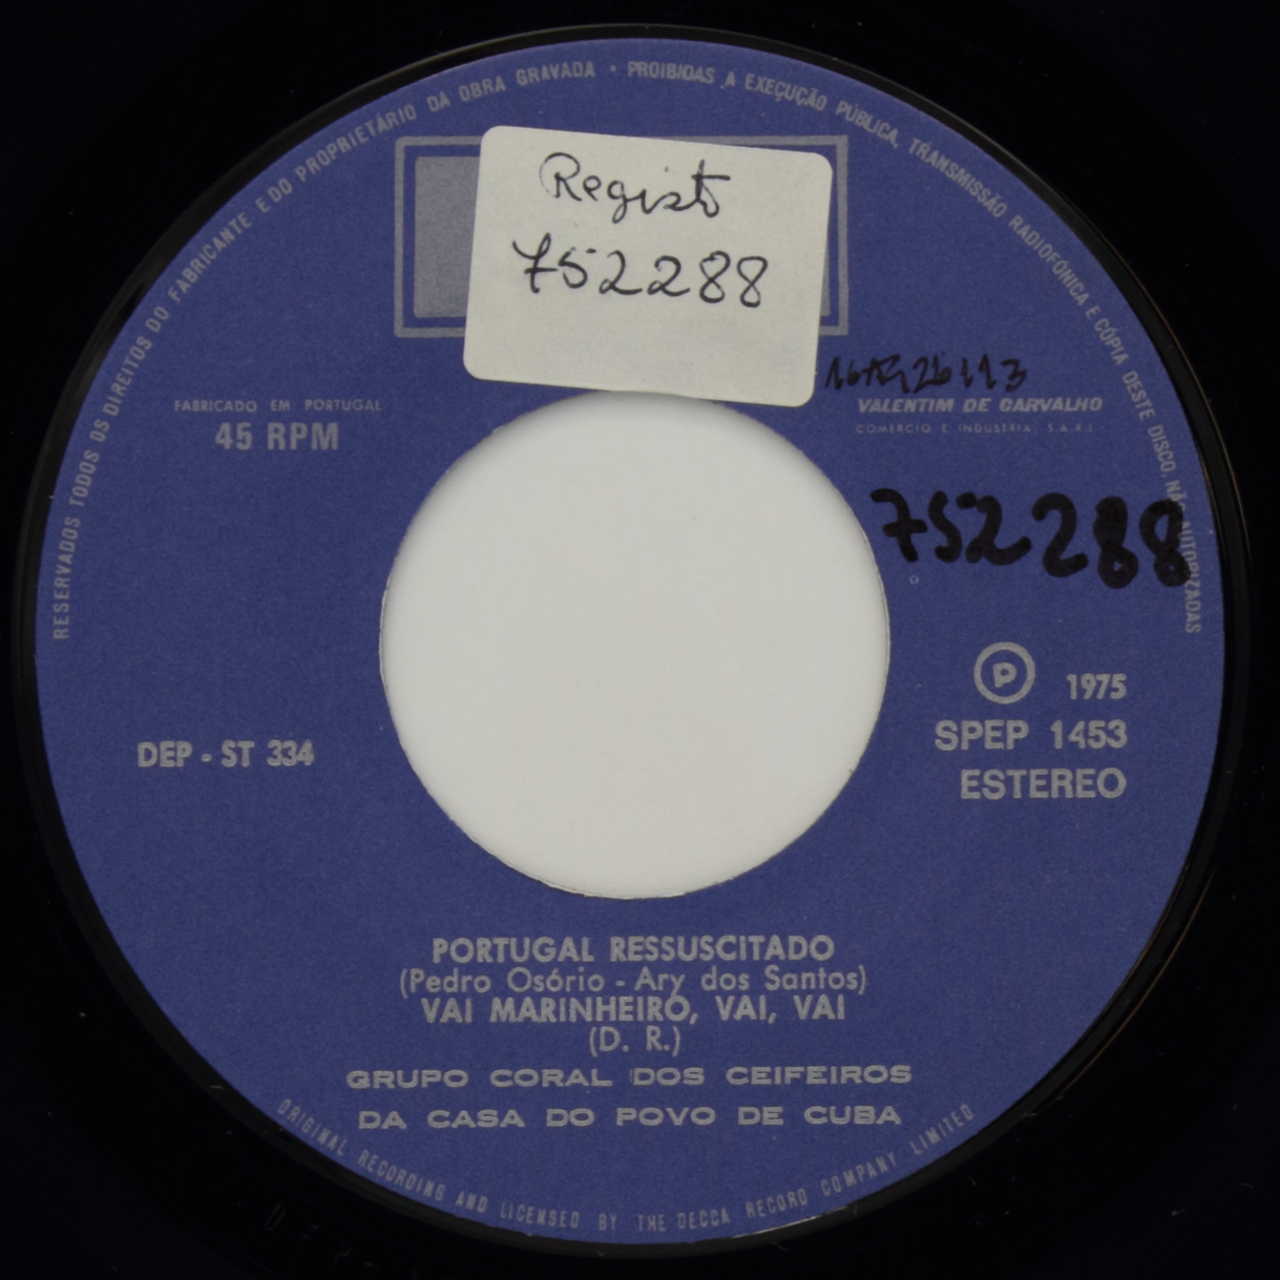 RESERVADOS TODOS OS DIREITOS DO FABRICANTE E DO PROPRIETÁRIO DA OBRA GRAVADA • PROIBIDAS A EXECUÇÃO PÚBLICA, TRANSMISSÃO RADIOFÓNICA E CÓPIA DESTE DISCO, NÃO AUTORIZADAS
Registo
752288
FABRICADO EM PORTUGAL
45 RPM
VALENTIM DE CARVALHO
COMÉRCIO E INDÚSTRIA, S.A.R.L.
752288
P 1975
SPEP 1453
ESTEREO
DEP - ST 334
PORTUGAL RESSUSCITADO
(Pedro Osório - Ary dos Santos)
VAI MARINHEIRO, VAI, VAI
(D. R.)
GRUPO CORAL DOS CEIFEIROS
DA CASA DO POVO DE CUBA
ORIGINAL RECORDING AND LICENSED BY THE DECCA RECORD COMPANY LIMITED